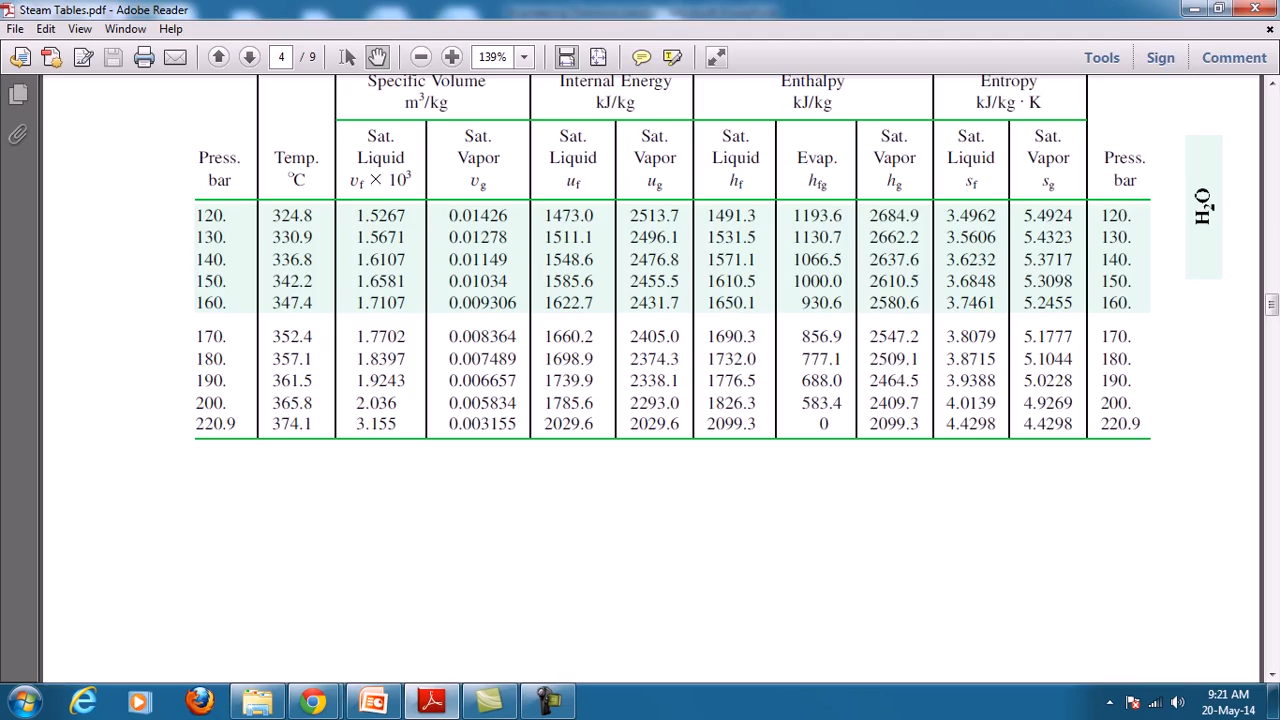 Steam Tables.pdf - Adobe Reader
File Edit View Window Help
4 / 9 139% Tools Sign Comment
Specific Volume Internal Energy Enthalpy Entropy
m³/kg kJ/kg kJ/kg kJ/kg · K
Sat. Sat. Sat. Sat. Sat. Sat. Sat. Sat.
Press. Temp. Liquid Vapor Liquid Vapor Liquid Evap. Vapor Liquid Vapor Press.
bar °C vf × 10³ vg uf ug hf hfg hg sf sg bar
120. 324.8 1.5267 0.01426 1473.0 2513.7 1491.3 1193.6 2684.9 3.4962 5.4924 120.
130. 330.9 1.5671 0.01278 1511.1 2496.1 1531.5 1130.7 2662.2 3.5606 5.4323 130.
140. 336.8 1.6107 0.01149 1548.6 2476.8 1571.1 1066.5 2637.6 3.6232 5.3717 140.
150. 342.2 1.6581 0.01034 1585.6 2455.5 1610.5 1000.0 2610.5 3.6848 5.3098 150.
160. 347.4 1.7107 0.009306 1622.7 2431.7 1650.1 930.6 2580.6 3.7461 5.2455 160.
170. 352.4 1.7702 0.008364 1660.2 2405.0 1690.3 856.9 2547.2 3.8079 5.1777 170.
180. 357.1 1.8397 0.007489 1698.9 2374.3 1732.0 777.1 2509.1 3.8715 5.1044 180.
190. 361.5 1.9243 0.006657 1739.9 2338.1 1776.5 688.0 2464.5 3.9388 5.0228 190.
200. 365.8 2.036 0.005834 1785.6 2293.0 1826.3 583.4 2409.7 4.0139 4.9269 200.
220.9 374.1 3.155 0.003155 2029.6 2029.6 2099.3 0 2099.3 4.4298 4.4298 220.9
H₂O
9:21 AM
20-May-14